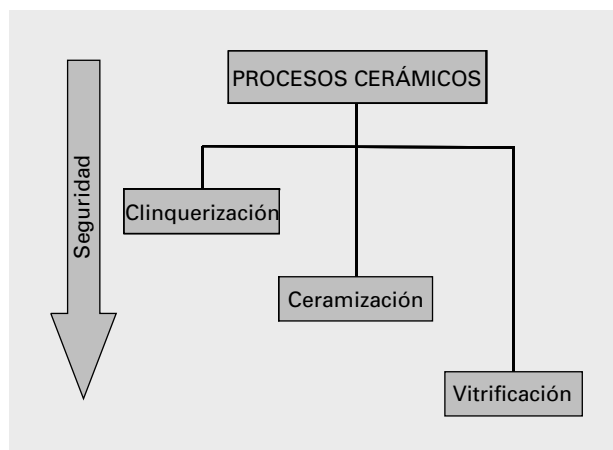 PROCESOS CERÁMICOS
Seguridad
Clinquerización
Ceramización
Vitrificación